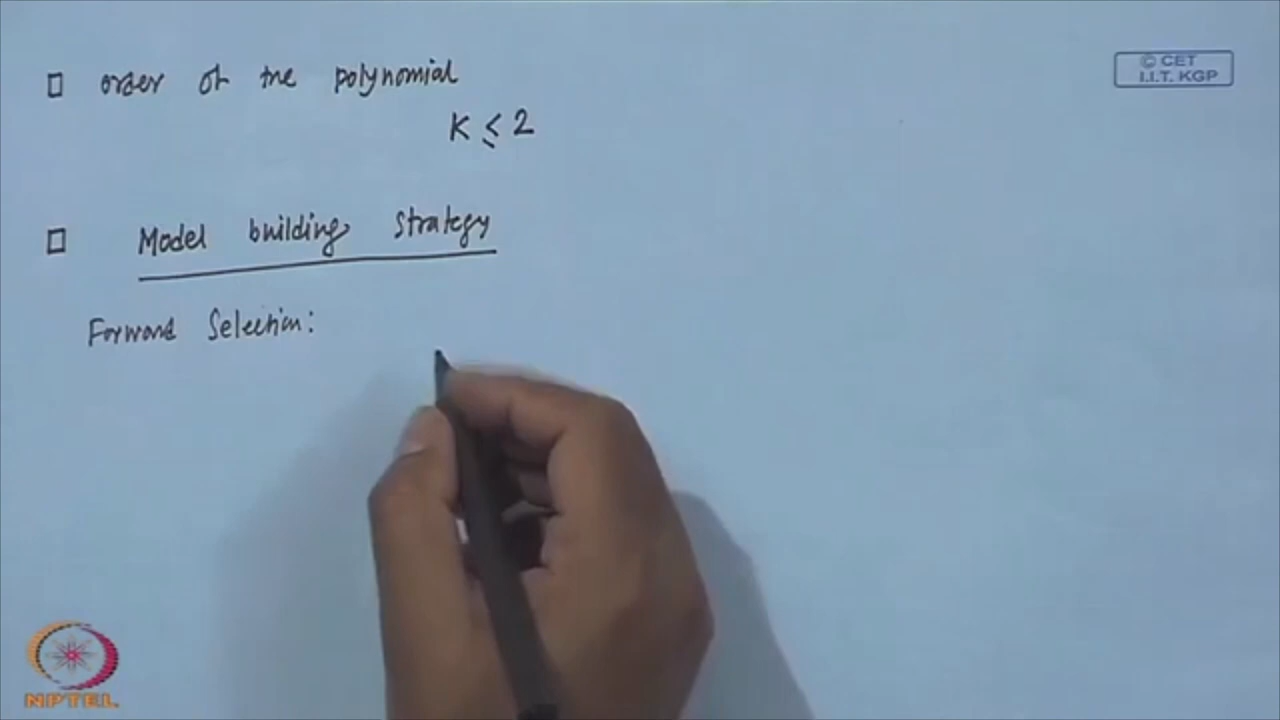 □ order of the polynomial
K ≤ 2
□ Model building strategy
Forward Selection:
© CET
I.I.T. KGP
NPTEL